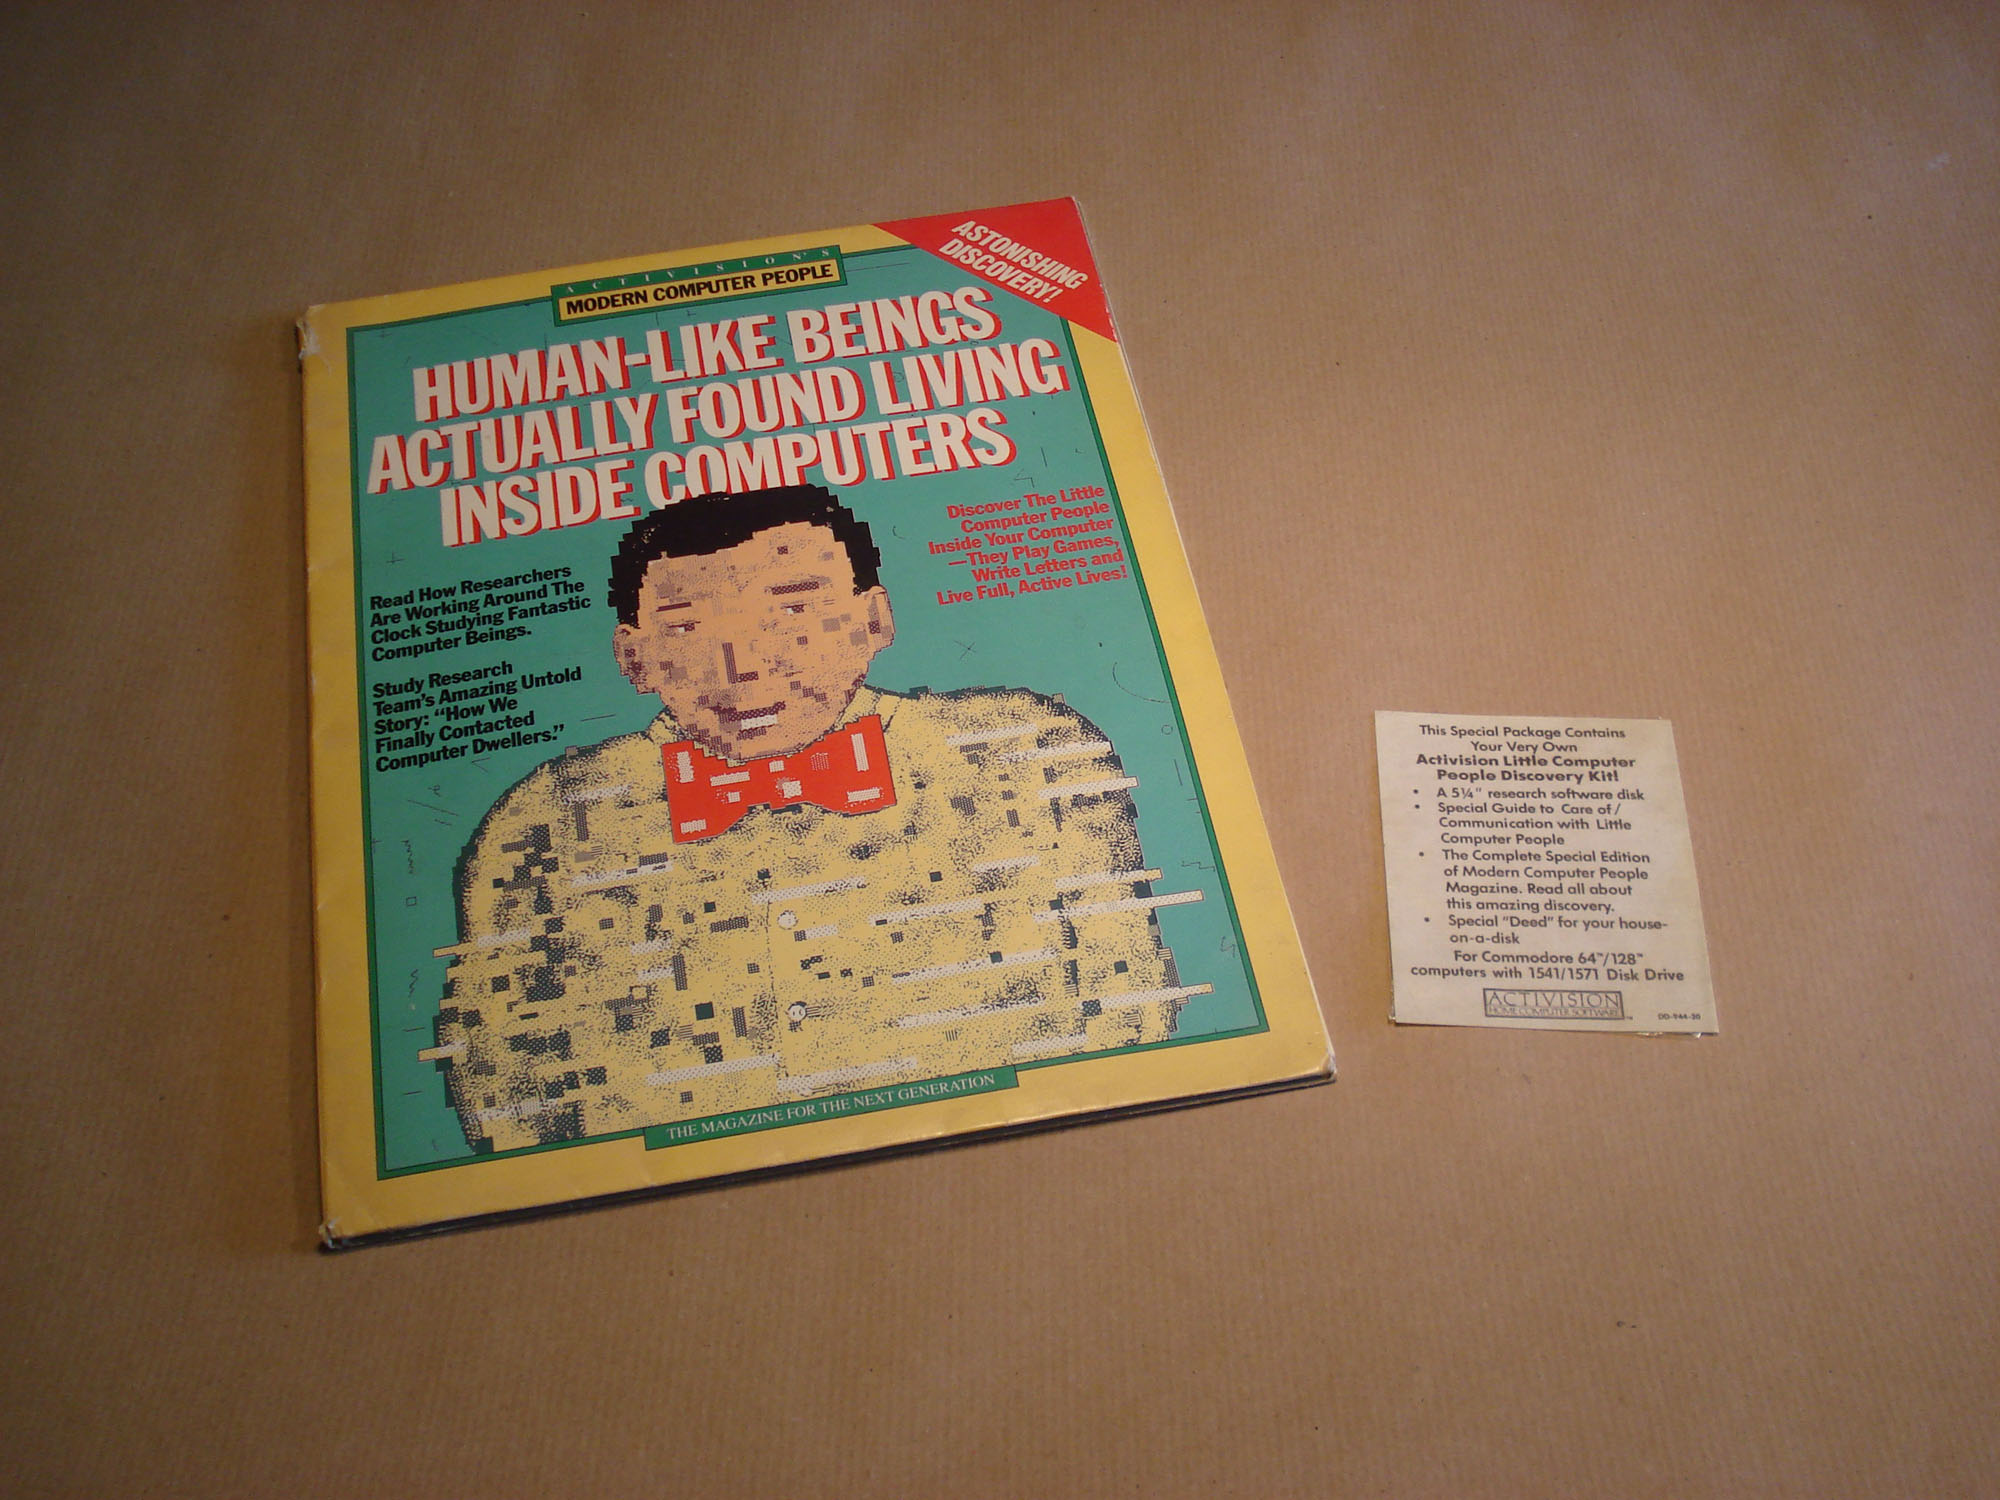 ACTIVISION'S
MODERN COMPUTER PEOPLE
ASTONISHING
DISCOVERY!
HUMAN-LIKE BEINGS
ACTUALLY FOUND LIVING
INSIDE COMPUTERS
Discover The Little
Computer People
Inside Your Computer
—They Play Games,
Write Letters and
Live Full, Active Lives!
Read How Researchers
Are Working Around The
Clock Studying Fantastic
Computer Beings.
Study Research
Team's Amazing Untold
Story: "How We
Finally Contacted
Computer Dwellers."
THE MAGAZINE FOR THE NEXT GENERATION
This Special Package Contains
Your Very Own
Activision Little Computer
People Discovery Kit!
• A 5¼" research software disk
• Special Guide to Care of/
Communication with Little
Computer People
• The Complete Special Edition
of Modern Computer People
Magazine. Read all about
this amazing discovery.
• Special "Deed" for your house-
on-a-disk
For Commodore 64™/128™
computers with 1541/1571 Disk Drive
ACTIVISION
HOME COMPUTER SOFTWARE
DD-944-20